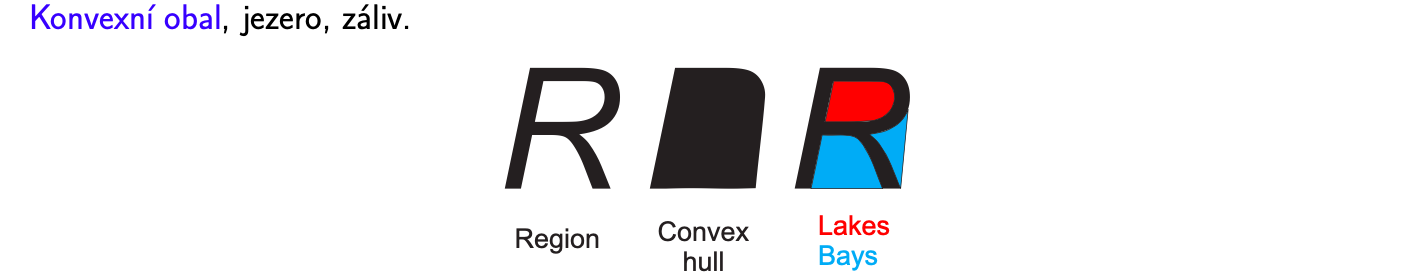 Konvexní obal, jezero, záliv.
R
R
Region
Convex
hull
Lakes
Bays